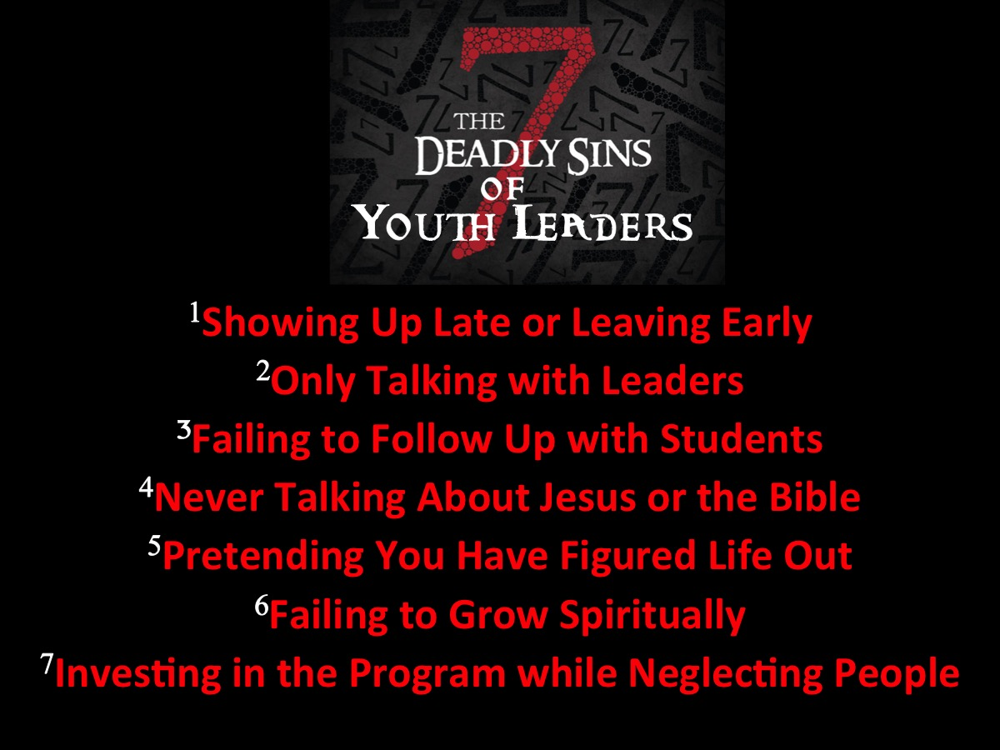 7
THE
DEADLY SINS
OF
YOUTH LEADERS
¹Showing Up Late or Leaving Early
²Only Talking with Leaders
³Failing to Follow Up with Students
⁴Never Talking About Jesus or the Bible
⁵Pretending You Have Figured Life Out
⁶Failing to Grow Spiritually
⁷Investing in the Program while Neglecting People